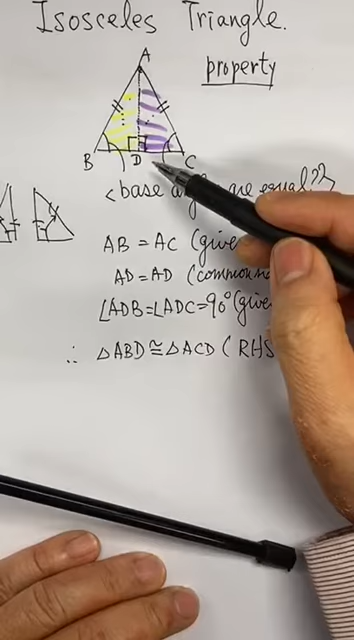 Isosceles Triangle.
property
A
B D C
<base are equal??>
AB = AC (give
AD = AD (common
∠ADB = ∠ADC = 90° (give
∴ △ABD ≅ △ACD ( RHS